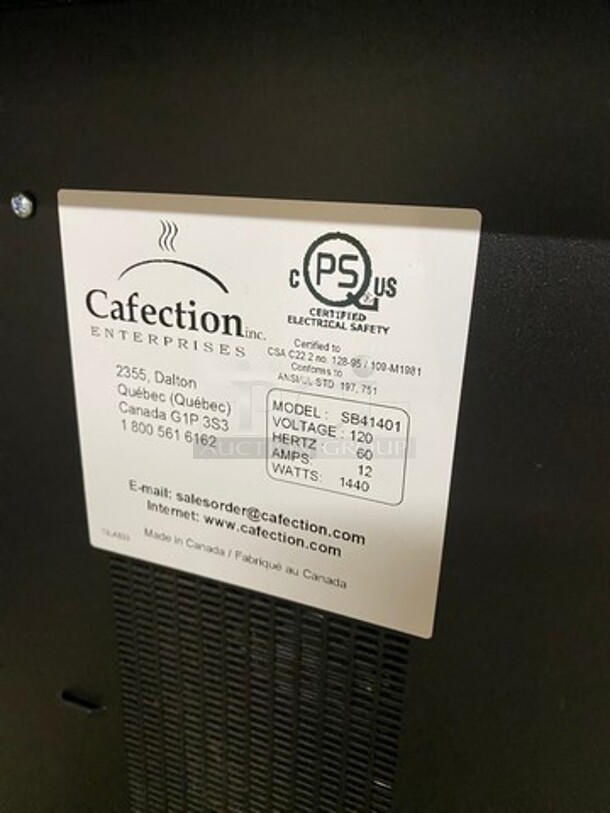 Cafection inc.
ENTERPRISES
C PS US
CERTIFIED
ELECTRICAL SAFETY
Certified to
CSA C22.2 no. 128-95 / 109-M1981
Conforms to
ANSI/UL STD 197, 751
2355, Dalton
Québec (Québec)
Canada G1P 3S3
1 800 561 6162
MODEL: SB41401
VOLTAGE: 120
HERTZ: 60
AMPS: 12
WATTS: 1440
AUCTION GROUP
E-mail: salesorder@cafection.com
Internet: www.cafection.com
Made in Canada / Fabriqué au Canada